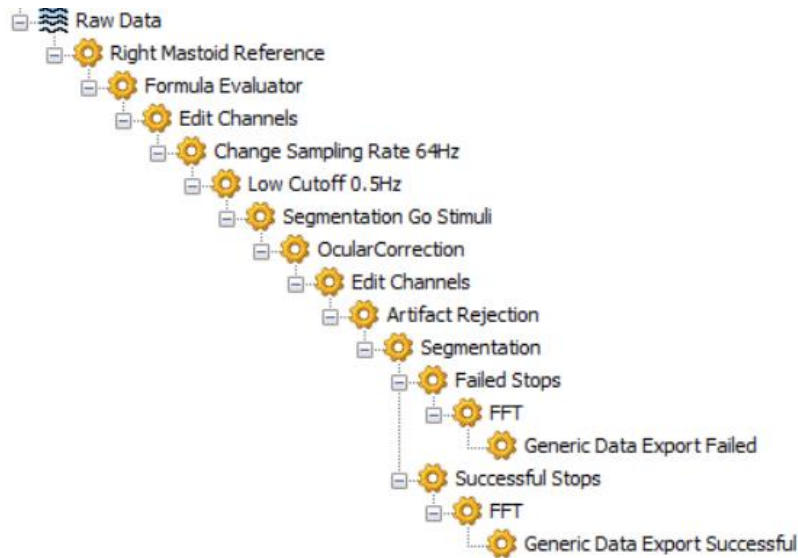 Raw Data
Right Mastoid Reference
Formula Evaluator
Edit Channels
Change Sampling Rate 64Hz
Low Cutoff 0.5Hz
Segmentation Go Stimuli
OcularCorrection
Edit Channels
Artifact Rejection
Segmentation
Failed Stops
FFT
Generic Data Export Failed
Successful Stops
FFT
Generic Data Export Successful